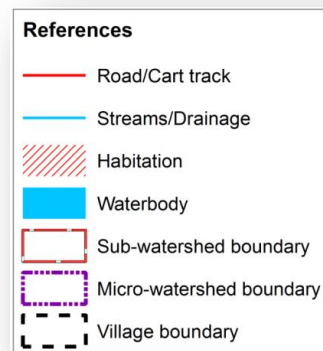 References
Road/Cart track
Streams/Drainage
Habitation
Waterbody
Sub-watershed boundary
Micro-watershed boundary
Village boundary